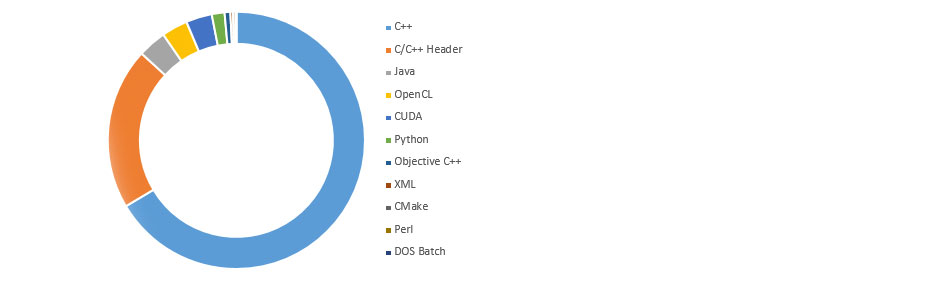 C++
C/C++ Header
Java
OpenCL
CUDA
Python
Objective C++
XML
CMake
Perl
DOS Batch